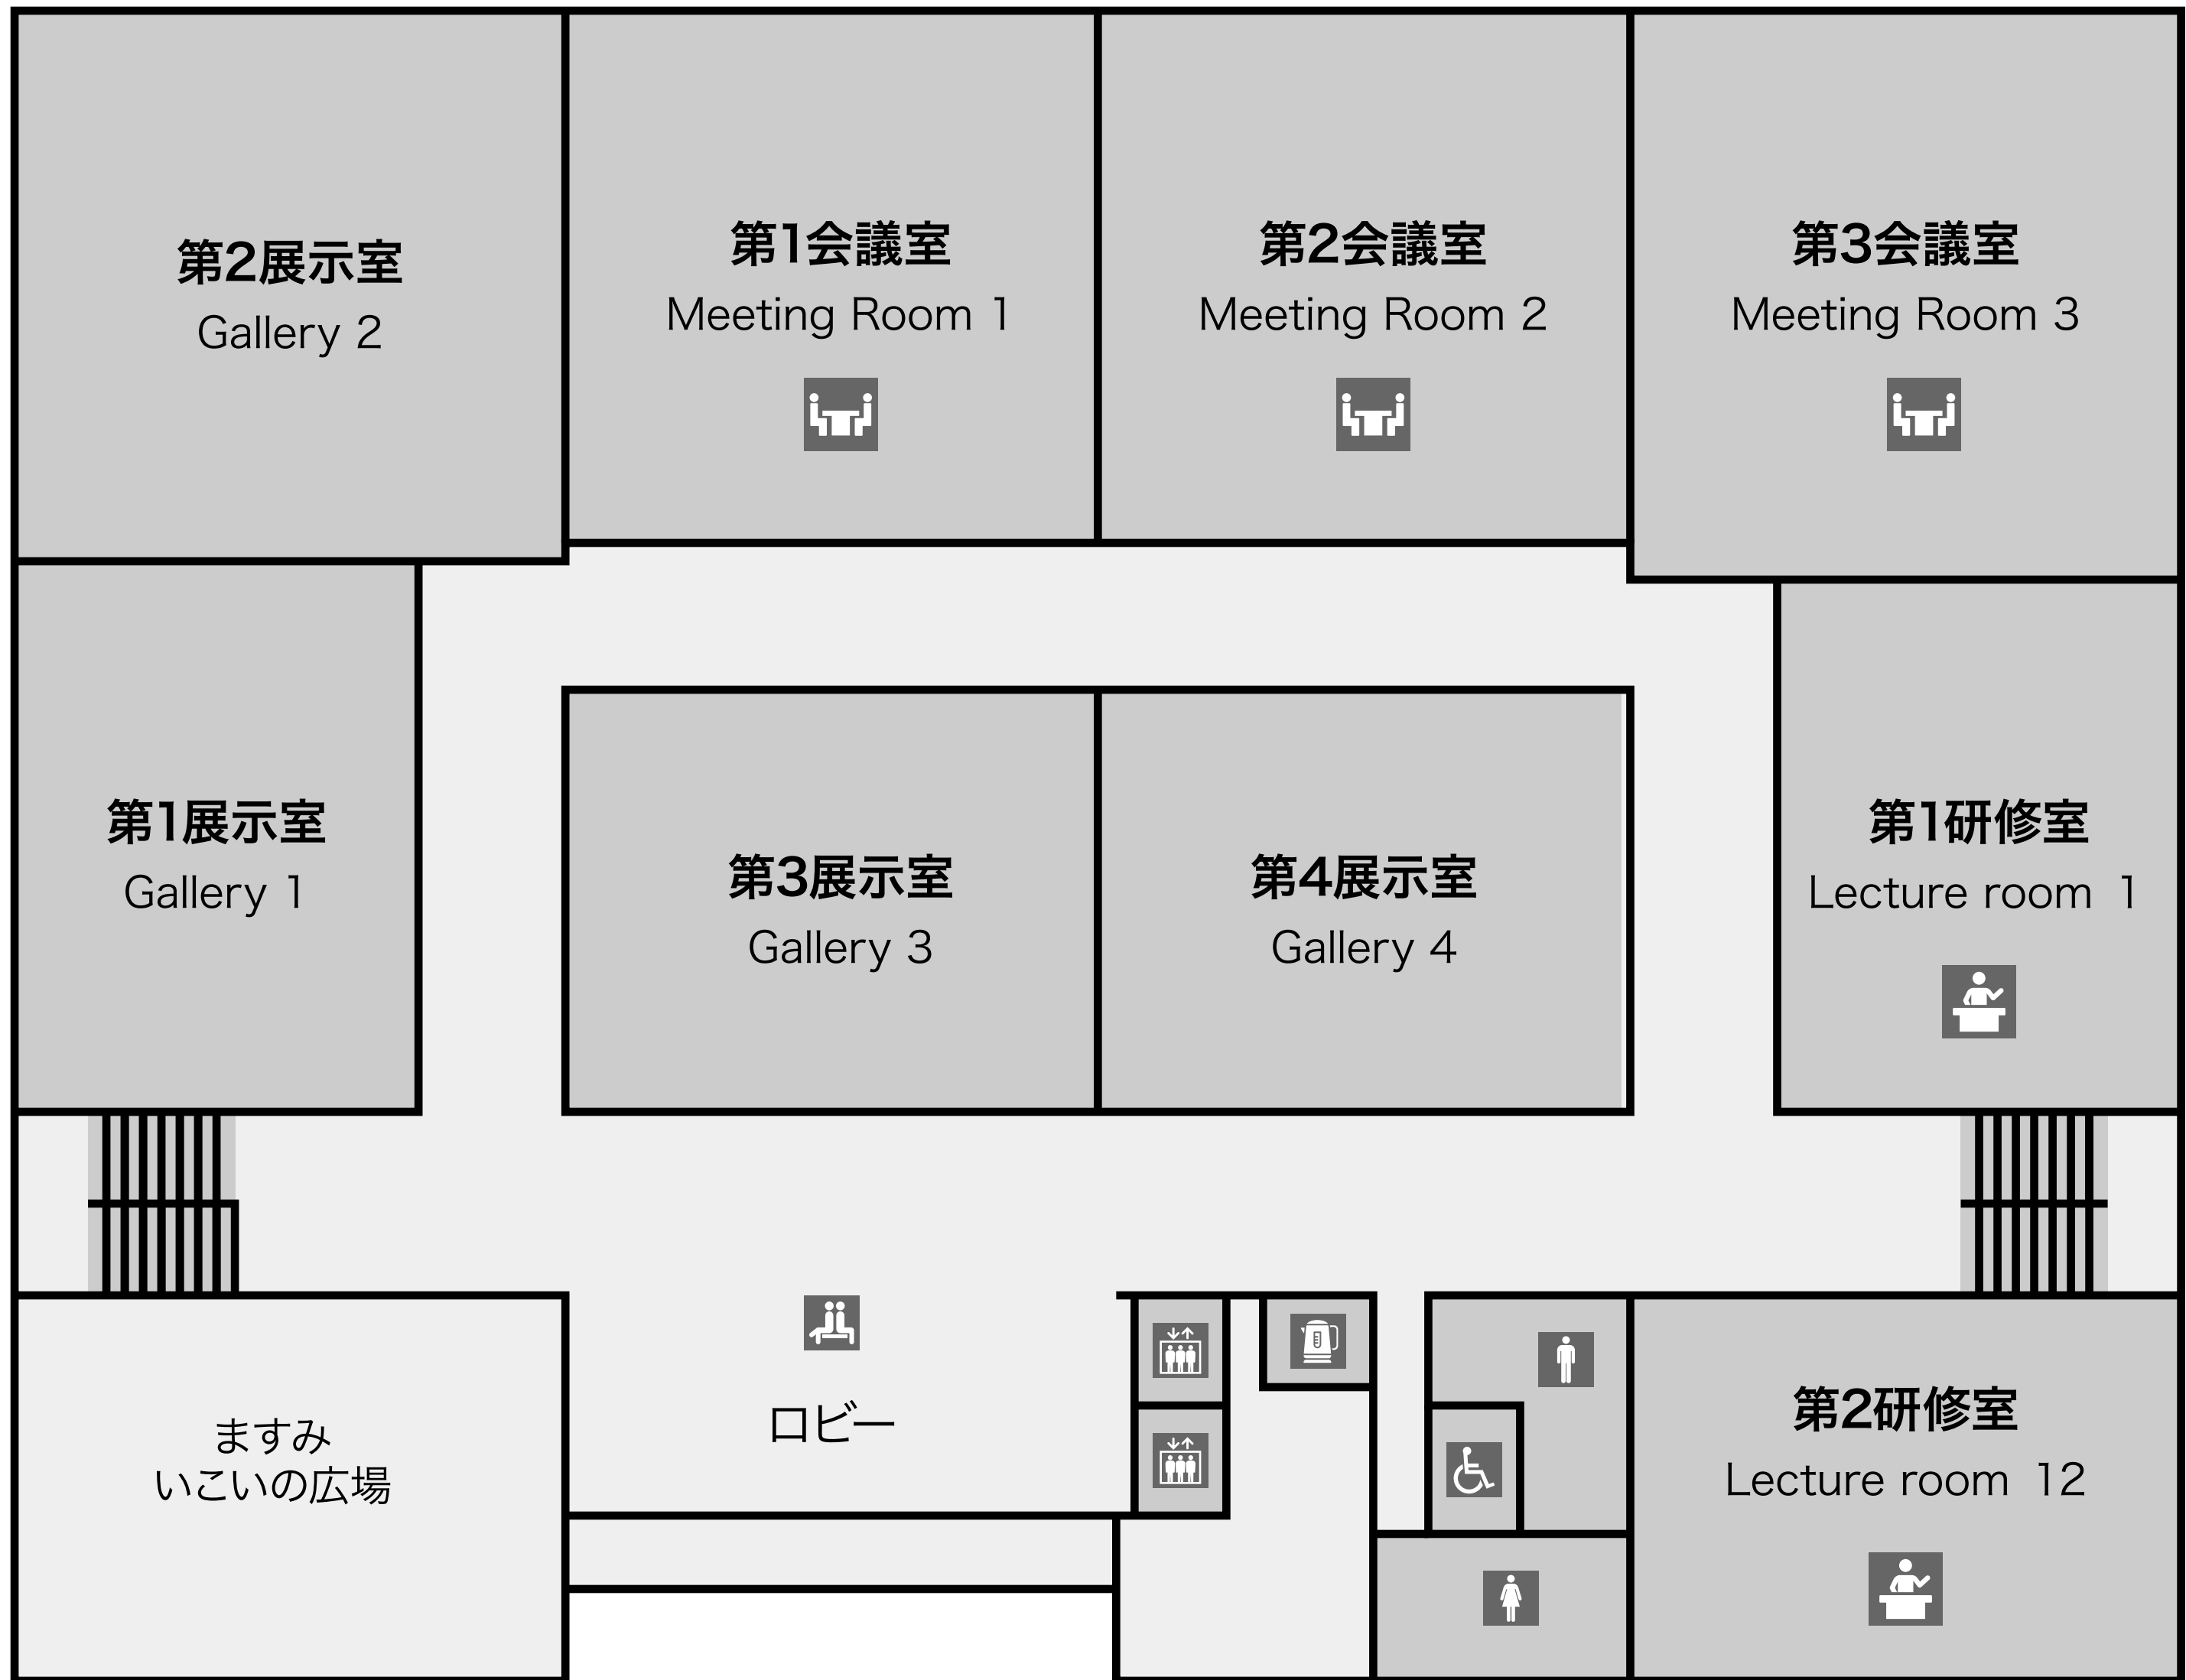 第2展示室
Gallery 2
第1会議室
Meeting Room 1
第2会議室
Meeting Room 2
第3会議室
Meeting Room 3
第1展示室
Gallery 1
第3展示室
Gallery 3
第4展示室
Gallery 4
第1研修室
Lecture room 1
ますみ
いこいの広場
ロビー
第2研修室
Lecture room 12